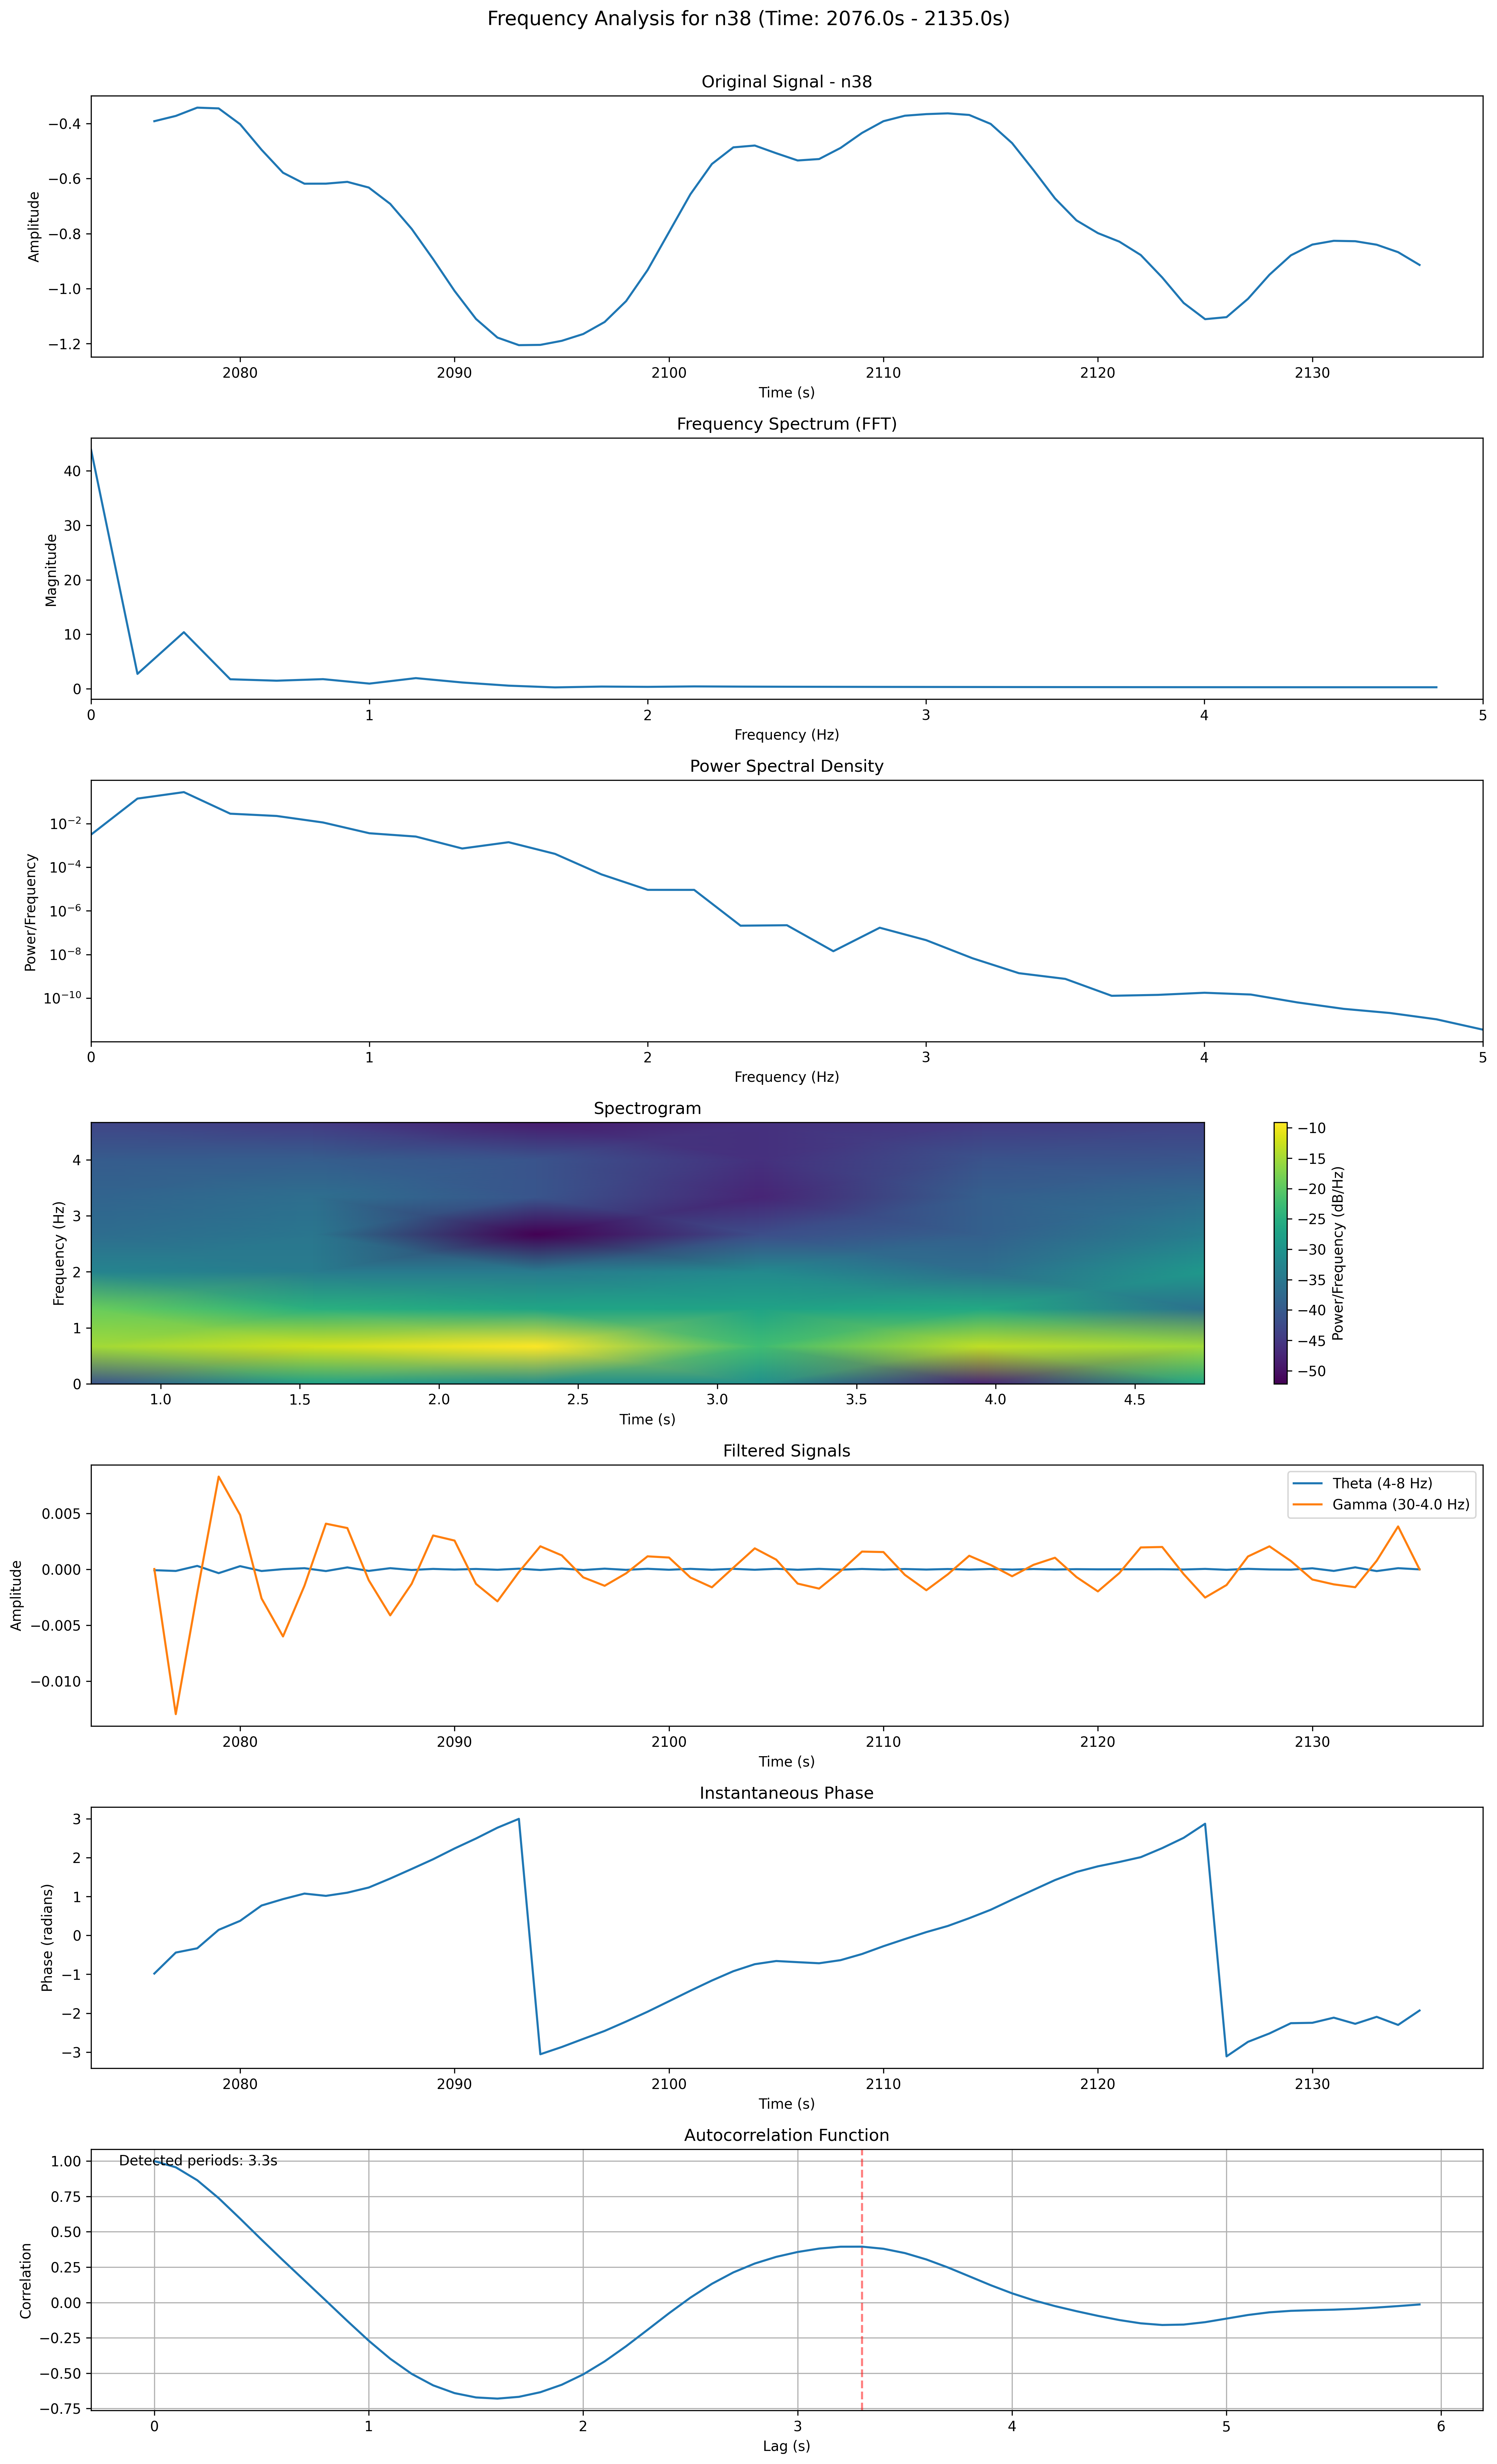 Frequency Analysis for n38 (Time: 2076.0s - 2135.0s)
Original Signal - n38
Amplitude
−0.4
−0.6
−0.8
−1.0
−1.2
2080 2090 2100 2110 2120 2130
Time (s)
Frequency Spectrum (FFT)
Magnitude
40
30
20
10
0
0 1 2 3 4 5
Frequency (Hz)
Power Spectral Density
Power/Frequency
10−2
10−4
10−6
10−8
10−10
0 1 2 3 4 5
Frequency (Hz)
Spectrogram
Frequency (Hz)
4
3
2
1
0
1.0 1.5 2.0 2.5 3.0 3.5 4.0 4.5
Time (s)
−10
−15
−20
−25
−30
−35
−40
−45
−50
Power/Frequency (dB/Hz)
Filtered Signals
Amplitude
0.005
0.000
−0.005
−0.010
Theta (4-8 Hz)
Gamma (30-4.0 Hz)
2080 2090 2100 2110 2120 2130
Time (s)
Instantaneous Phase
Phase (radians)
3
2
1
0
−1
−2
−3
2080 2090 2100 2110 2120 2130
Time (s)
Autocorrelation Function
Correlation
Detected periods: 3.3s
1.00
0.75
0.50
0.25
0.00
−0.25
−0.50
−0.75
0 1 2 3 4 5 6
Lag (s)